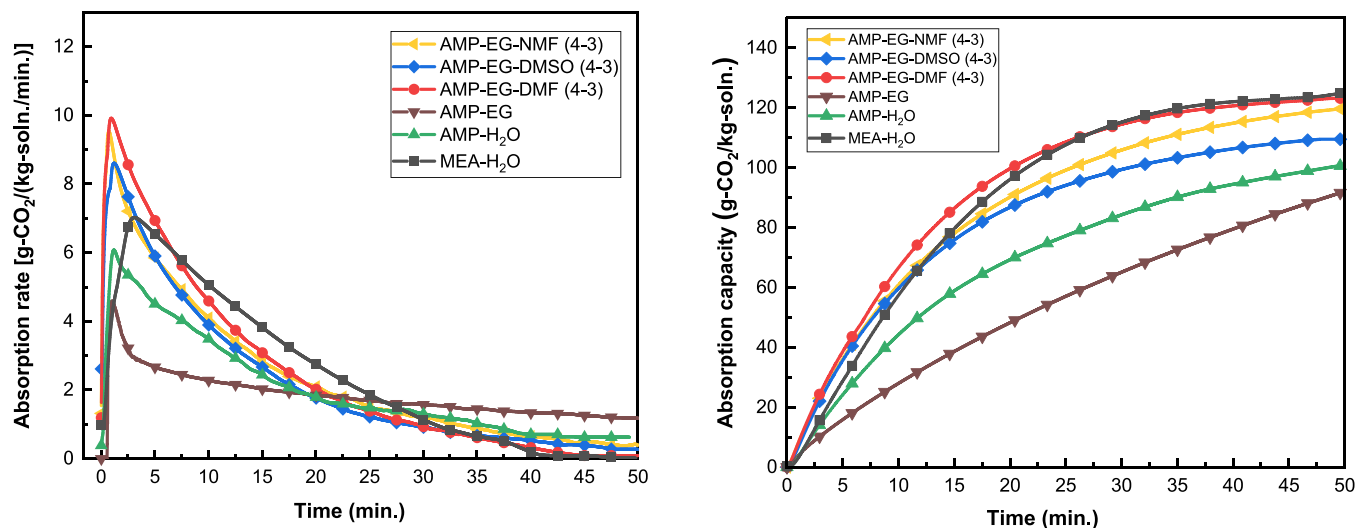 Absorption rate [g-CO₂/(kg-soln./min.)]
12
10
8
6
4
2
0
AMP-EG-NMF (4-3)
AMP-EG-DMSO (4-3)
AMP-EG-DMF (4-3)
AMP-EG
AMP-H₂O
MEA-H₂O
0 5 10 15 20 25 30 35 40 45 50
Time (min.)
Absorption capacity (g-CO₂/kg-soln.)
140
120
100
80
60
40
20
0
AMP-EG-NMF (4-3)
AMP-EG-DMSO (4-3)
AMP-EG-DMF (4-3)
AMP-EG
AMP-H₂O
MEA-H₂O
0 5 10 15 20 25 30 35 40 45 50
Time (min.)